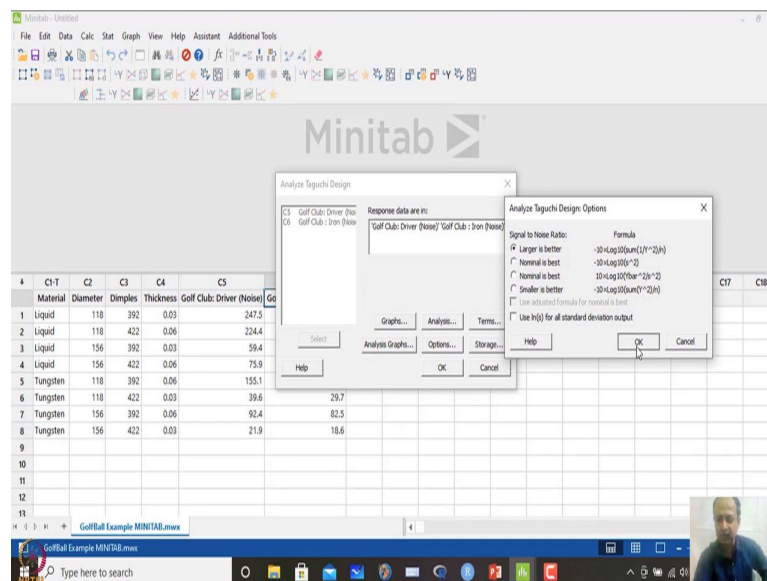 Minitab - Untitled
File Edit Data Calc Stat Graph View Help Assistant Additional Tools
Minitab
Analyze Taguchi Design
C5 Golf Club: Driver (Noi
C6 Golf Club : Iron (Nois
Response data are in:
'Golf Club: Driver (Noise)' 'Golf Club : Iron (Noise)'
Select
Graphs... Analysis... Terms...
Analysis Graphs... Options... Storage...
Help OK Cancel
Analyze Taguchi Design: Options
Signal to Noise Ratio: Formula
Larger is better -10×Log10(sum(1/Y^2)/n)
Nominal is best -10×Log10(s^2)
Nominal is best 10×Log10(Ybar^2/s^2)
Smaller is better -10×Log10(sum(Y^2)/n)
Use adjusted formula for nominal is best
Use ln(s) for all standard deviation output
Help OK Cancel
C1-T C2 C3 C4 C5 C17 C18
Material Diameter Dimples Thickness Golf Club: Driver (Noise) Go
1 Liquid 118 392 0.03 247.5
2 Liquid 118 422 0.06 224.4
3 Liquid 156 392 0.03 59.4
4 Liquid 156 422 0.06 75.9
5 Tungsten 118 392 0.06 155.1
6 Tungsten 118 422 0.03 39.6 29.7
7 Tungsten 156 392 0.06 92.4 82.5
8 Tungsten 156 422 0.03 21.9 18.6
9
10
11
12
13
GolfBall Example MINITAB.mwx
GolfBall Example MINITAB.mwx
Type here to search